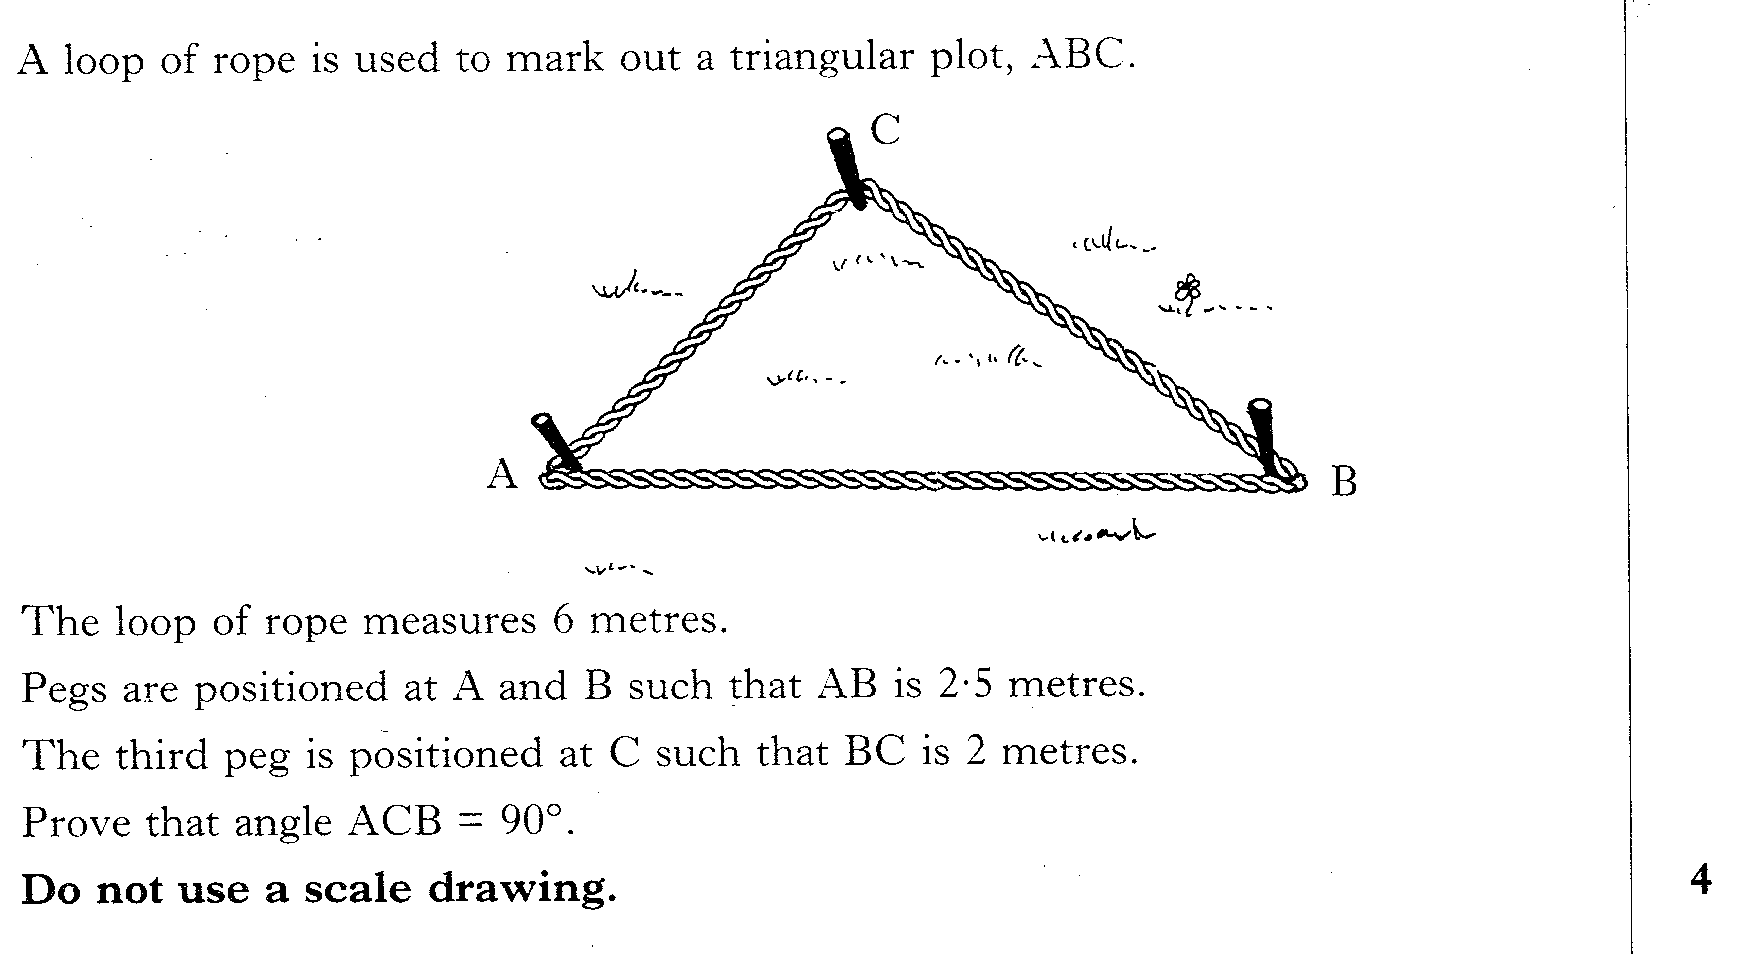 A loop of rope is used to mark out a triangular plot, ABC.
C
A
B
The loop of rope measures 6 metres.
Pegs are positioned at A and B such that AB is 2·5 metres.
The third peg is positioned at C such that BC is 2 metres.
Prove that angle ACB = 90°.
Do not use a scale drawing.
4